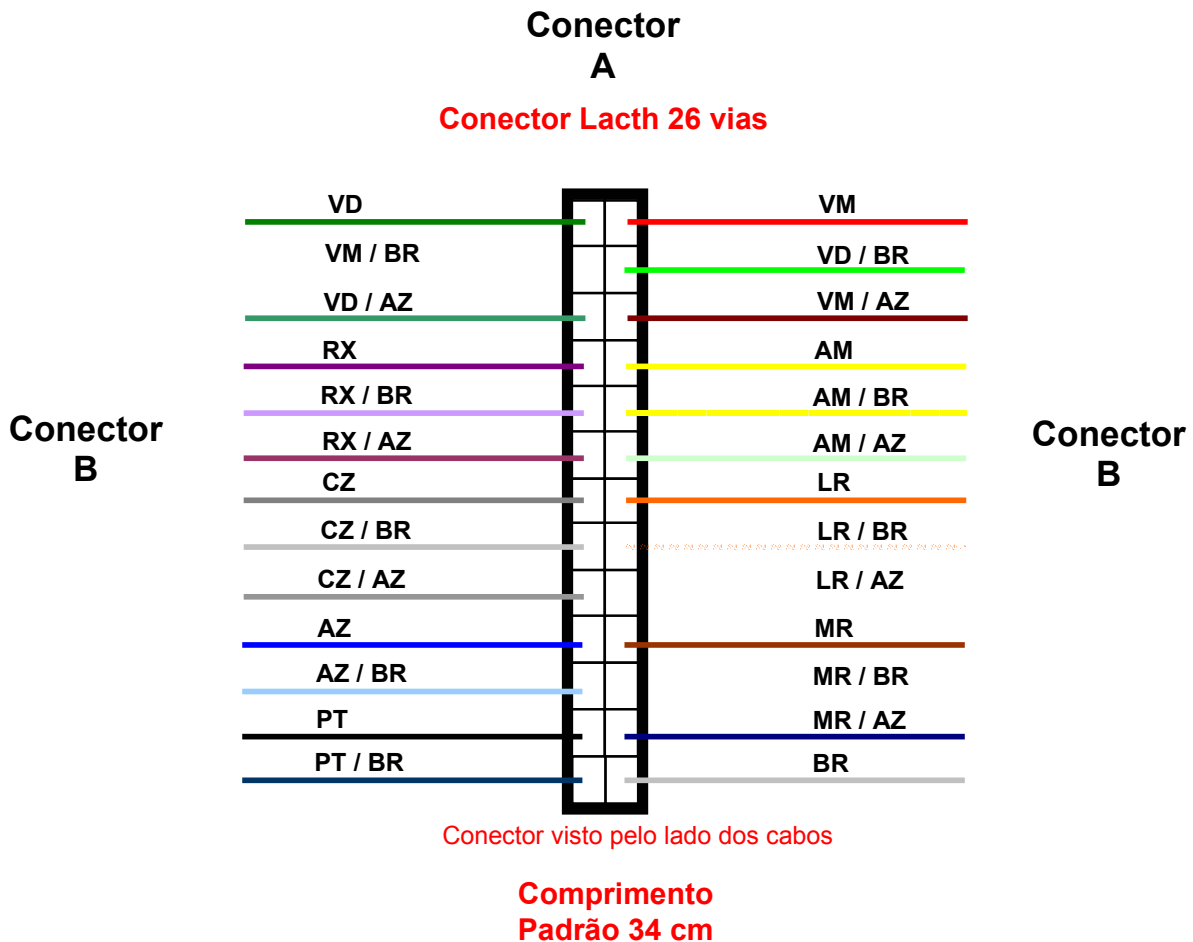 Conector
A
Conector Lacth 26 vias
VD
VM
VM / BR
VD / BR
VD / AZ
VM / AZ
RX
AM
RX / BR
AM / BR
Conector
B
Conector
B
RX / AZ
AM / AZ
CZ
LR
CZ / BR
LR / BR
CZ / AZ
LR / AZ
AZ
MR
AZ / BR
MR / BR
PT
MR / AZ
PT / BR
BR
Conector visto pelo lado dos cabos
Comprimento
Padrão 34 cm